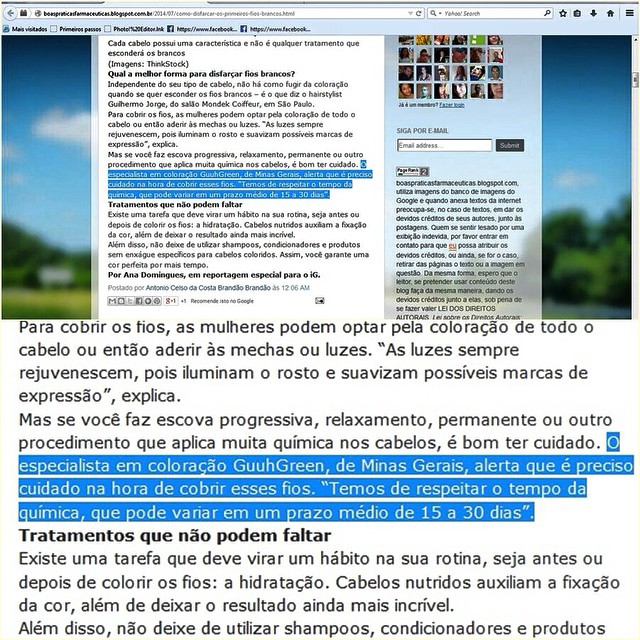 boaspraticasfarmaceuticas.blogspot.com.br/2014/07/como-disfarcar-os-primeiros-fios-brancos.html
Yahoo! Search
Mais visitados
Primeiros passos
Photo!
Editor.lnk
https://www.facebook...
https://www.facebook...
Cada cabelo possui uma característica e não é qualquer tratamento que
esconderá os brancos
(Imagens: ThinkStock)
Qual a melhor forma para disfarçar fios brancos?
Independente do seu tipo de cabelo, não há como fugir da coloração
quando se quer esconder os fios brancos – é o que diz o hairstylist
Guilhermo Jorge, do salão Mondek Coiffeur, em São Paulo.
Para cobrir os fios, as mulheres podem optar pela coloração de todo o
cabelo ou então aderir às mechas ou luzes. “As luzes sempre
rejuvenescem, pois iluminam o rosto e suavizam possíveis marcas de
expressão”, explica.
Mas se você faz escova progressiva, relaxamento, permanente ou outro
procedimento que aplica muita química nos cabelos, é bom ter cuidado. O
especialista em coloração GuuhGreen, de Minas Gerais, alerta que é preciso
cuidado na hora de cobrir esses fios. “Temos de respeitar o tempo da
química, que pode variar em um prazo médio de 15 a 30 dias”.
Tratamentos que não podem faltar
Existe uma tarefa que deve virar um hábito na sua rotina, seja antes ou
depois de colorir os fios: a hidratação. Cabelos nutridos auxiliam a fixação
da cor, além de deixar o resultado ainda mais incrível.
Além disso, não deixe de utilizar shampoos, condicionadores e produtos
sem enxágue específicos para cabelos coloridos. Assim, você garante uma
cor perfeita por mais tempo.
Por Ana Domingues, em reportagem especial para o iG.
Postado por Antonio Celso da Costa Brandão Brandão às 12:06 AM
+1 Recomende isto no Google
Já é um membro? Fazer login
SIGA POR E-MAIL
Email address...
Submit
Page Rank 2
boaspraticasfarmaceuticas.blogspot.com,
utiliza imagens do banco de imagens do
Google e quando anexa textos da internet
preocupa-se, no caso de textos, em dar os
devidos créditos de seus autores, junto às
postagens. Quem se sentir lesado por uma
exibição indevida, por favor entrar em
contato para que eu possa atribuir os
devidos créditos, ou ainda, se for o caso,
retirar das páginas o texto ou a imagem em
questão. Da mesma forma, espero que o
leitor, se pretender usar conteúdo deste
blog faça da mesma maneira, dando os
devidos créditos a elas, sob pena de
se fazer valer LEI DOS DIREITOS
AUTORAIS. Lei sobre os Direitos Autorais:
Para cobrir os fios, as mulheres podem optar pela coloração de todo o
cabelo ou então aderir às mechas ou luzes. “As luzes sempre
rejuvenescem, pois iluminam o rosto e suavizam possíveis marcas de
expressão”, explica.
Mas se você faz escova progressiva, relaxamento, permanente ou outro
procedimento que aplica muita química nos cabelos, é bom ter cuidado. O
especialista em coloração GuuhGreen, de Minas Gerais, alerta que é preciso
cuidado na hora de cobrir esses fios. “Temos de respeitar o tempo da
química, que pode variar em um prazo médio de 15 a 30 dias”.
Tratamentos que não podem faltar
Existe uma tarefa que deve virar um hábito na sua rotina, seja antes ou
depois de colorir os fios: a hidratação. Cabelos nutridos auxiliam a fixação
da cor, além de deixar o resultado ainda mais incrível.
Além disso, não deixe de utilizar shampoos, condicionadores e produtos